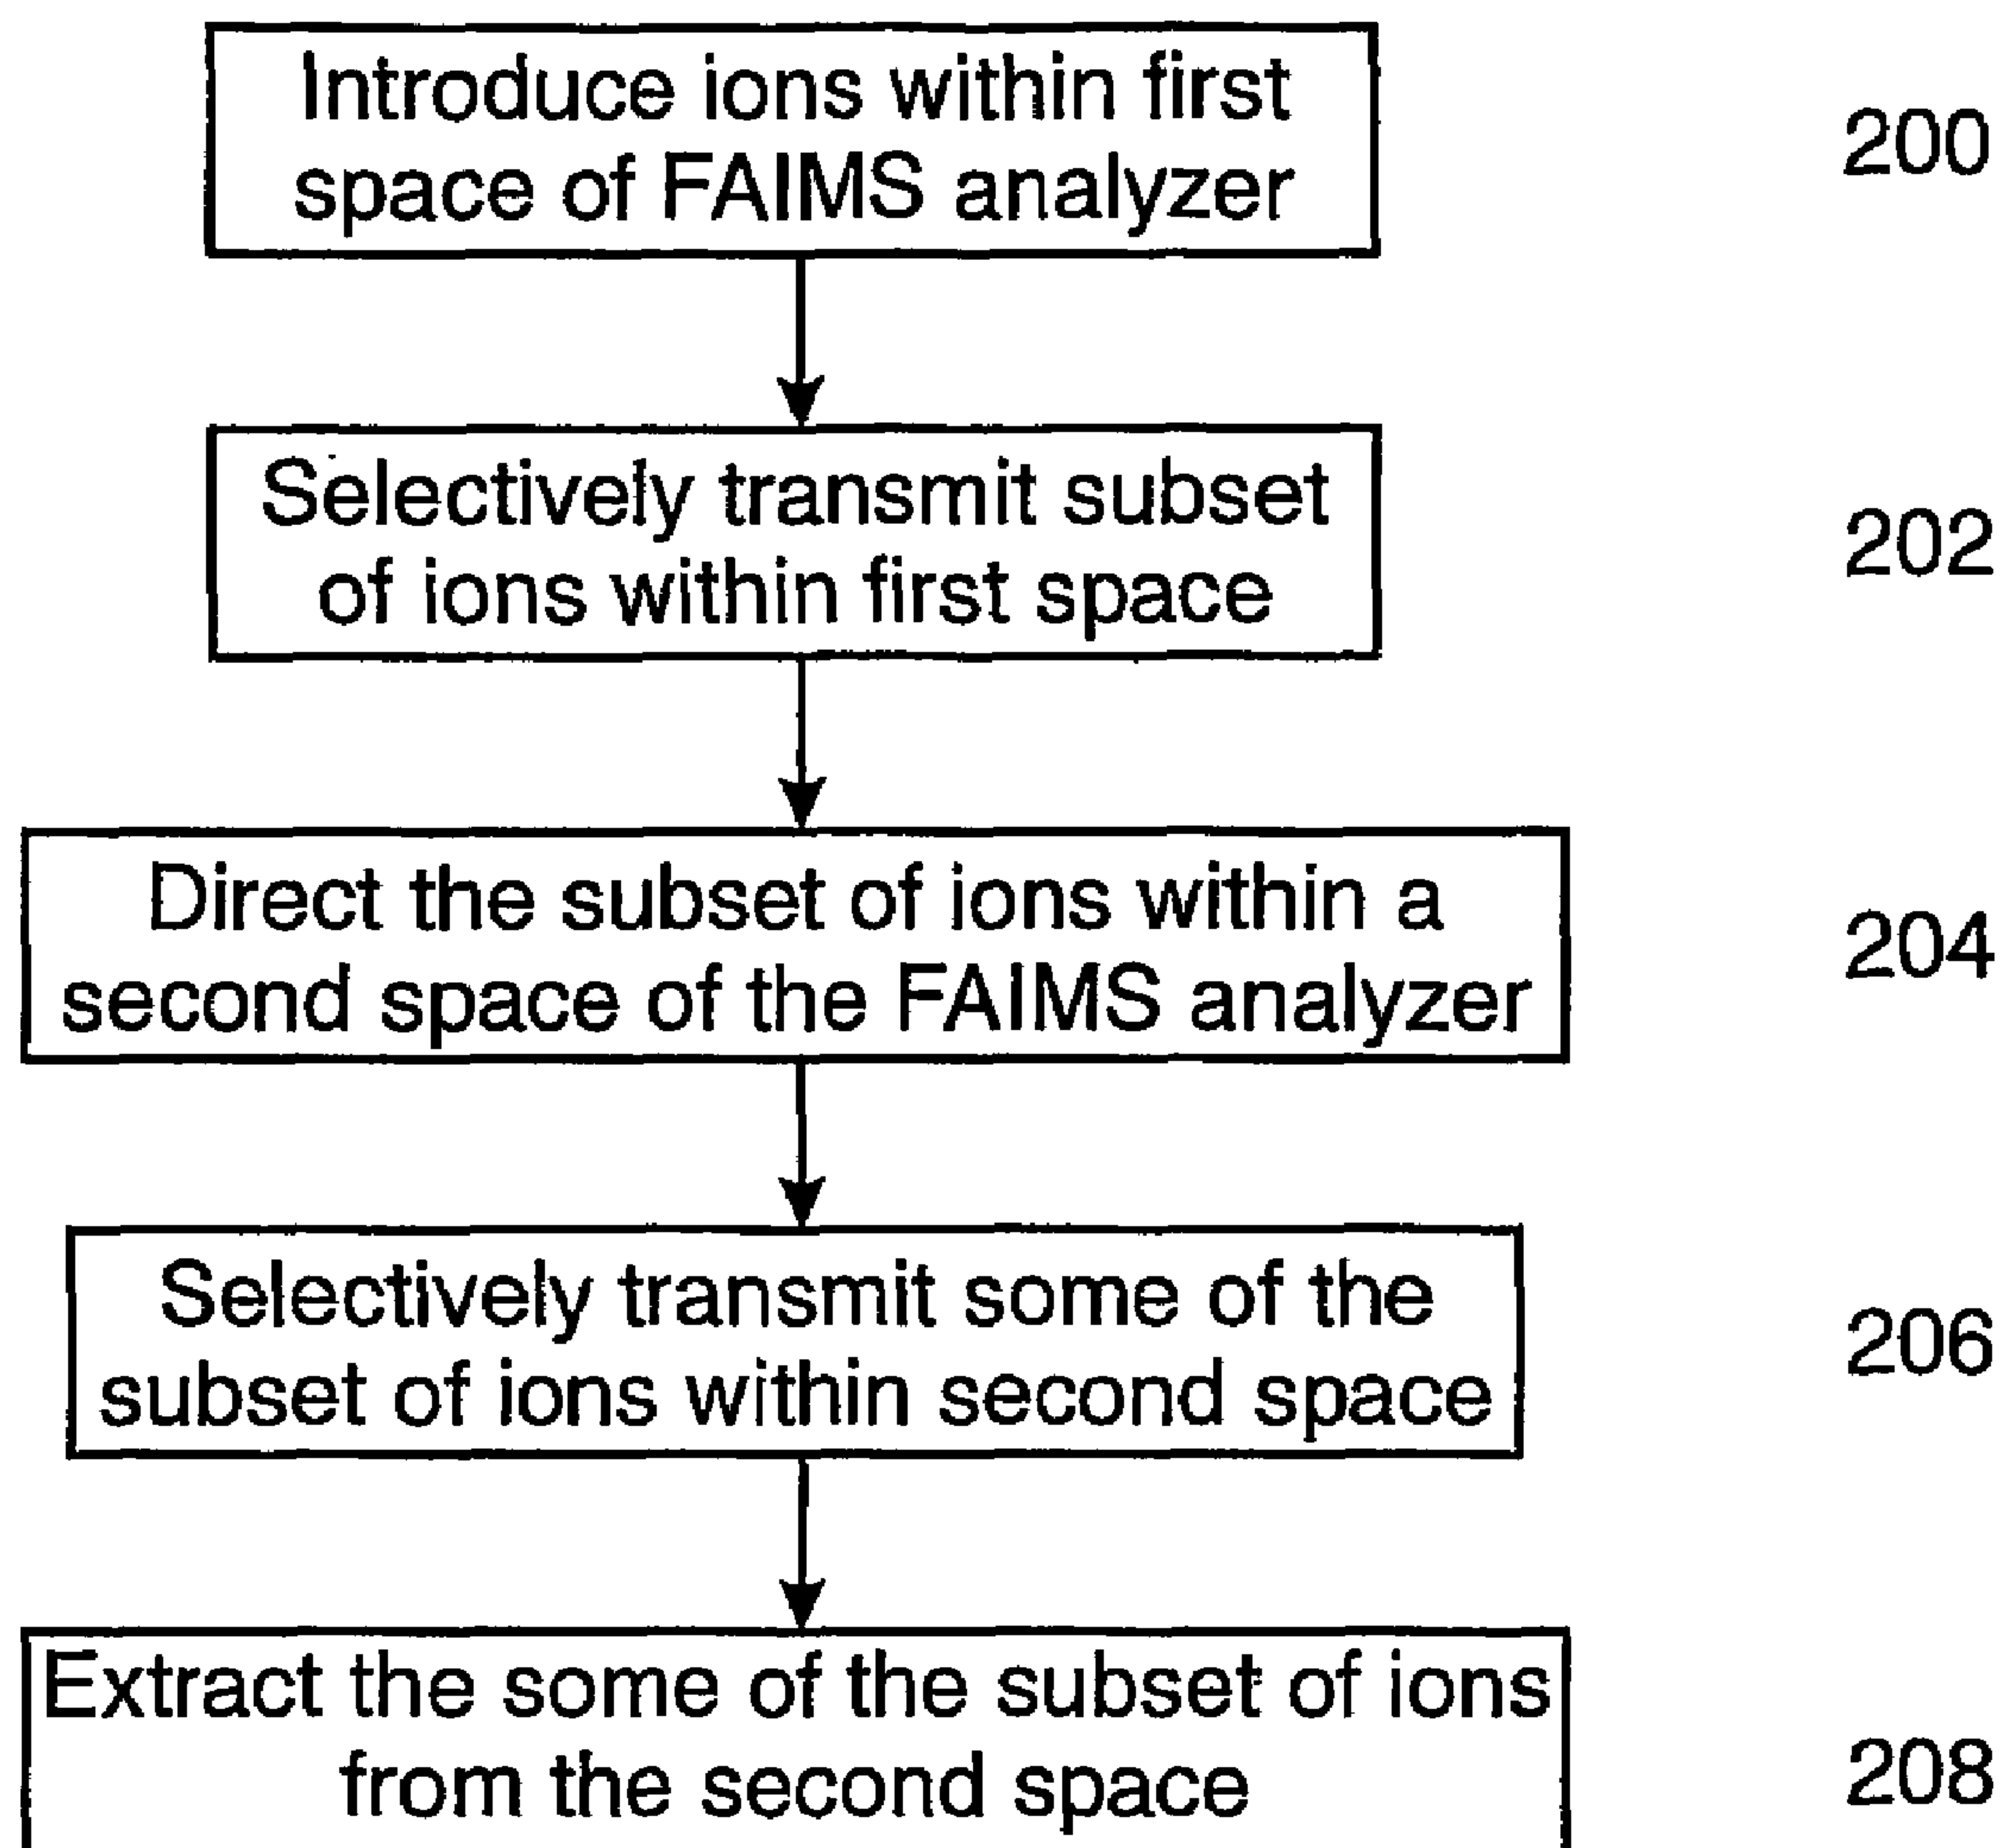 Introduce ions within first
space of FAIMS analyzer
200
Selectively transmit subset
of ions within first space
202
Direct the subset of ions within a
second space of the FAIMS analyzer
204
Selectively transmit some of the
subset of ions within second space
206
Extract the some of the subset of ions
from the second space
208